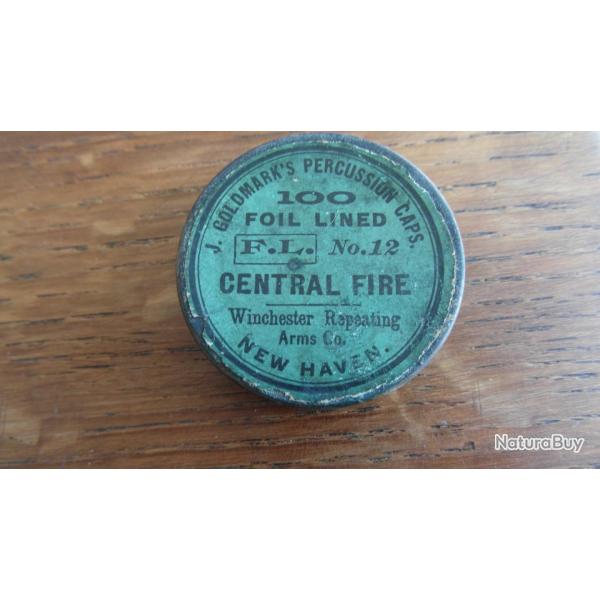 J. GOLDMARK'S PERCUSSION CAPS.
100
FOIL LINED
F.L. No. 12
CENTRAL FIRE
Winchester Repeating
Arms Co.
NEW HAVEN.
NaturaBuy